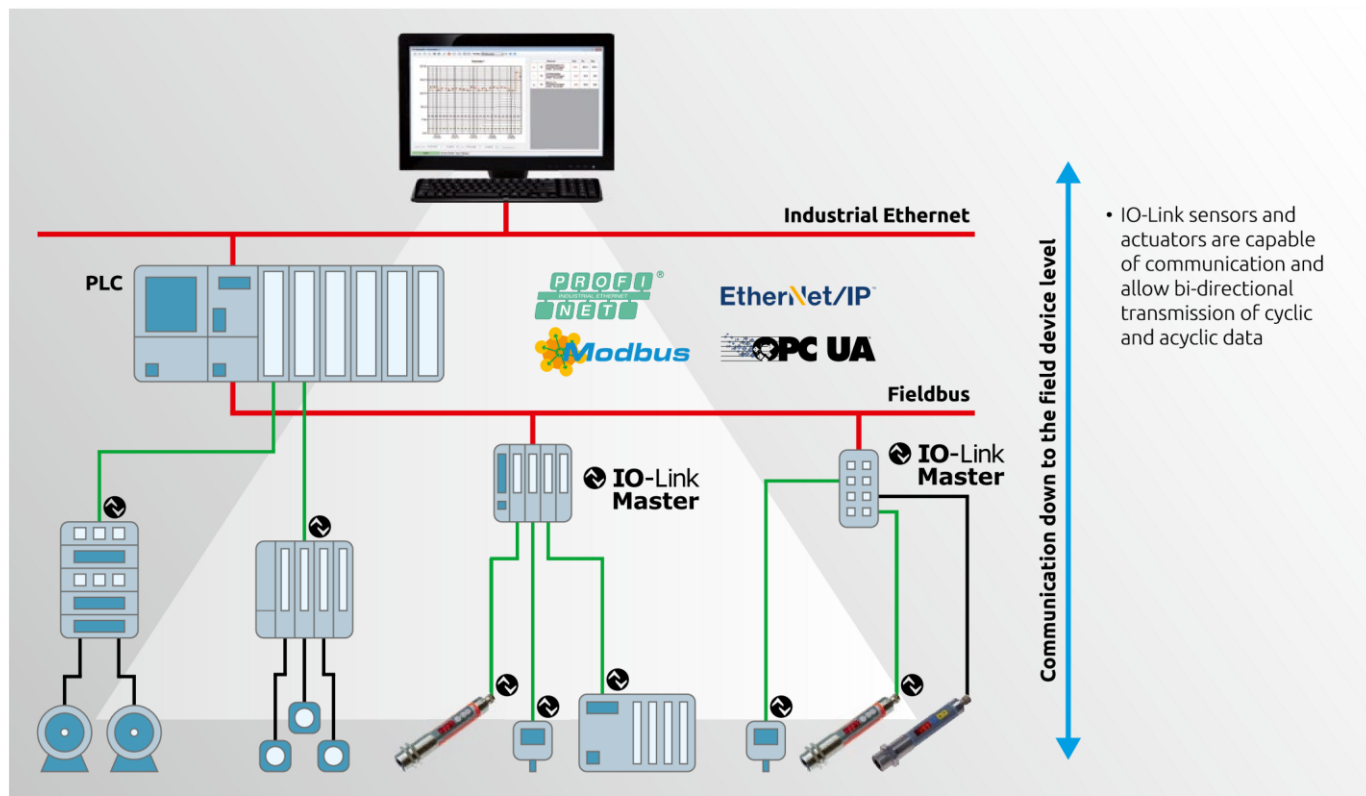 Industrial Ethernet
PLC
PROFI
®
INDUSTRIAL ETHERNET
NET
EtherNet/IP™
Modbus
OPC UA
Fieldbus
IO-Link
Master
IO-Link
Master
Communication down to the field device level
• IO-Link sensors and
actuators are capable
of communication and
allow bi-directional
transmission of cyclic
and acyclic data